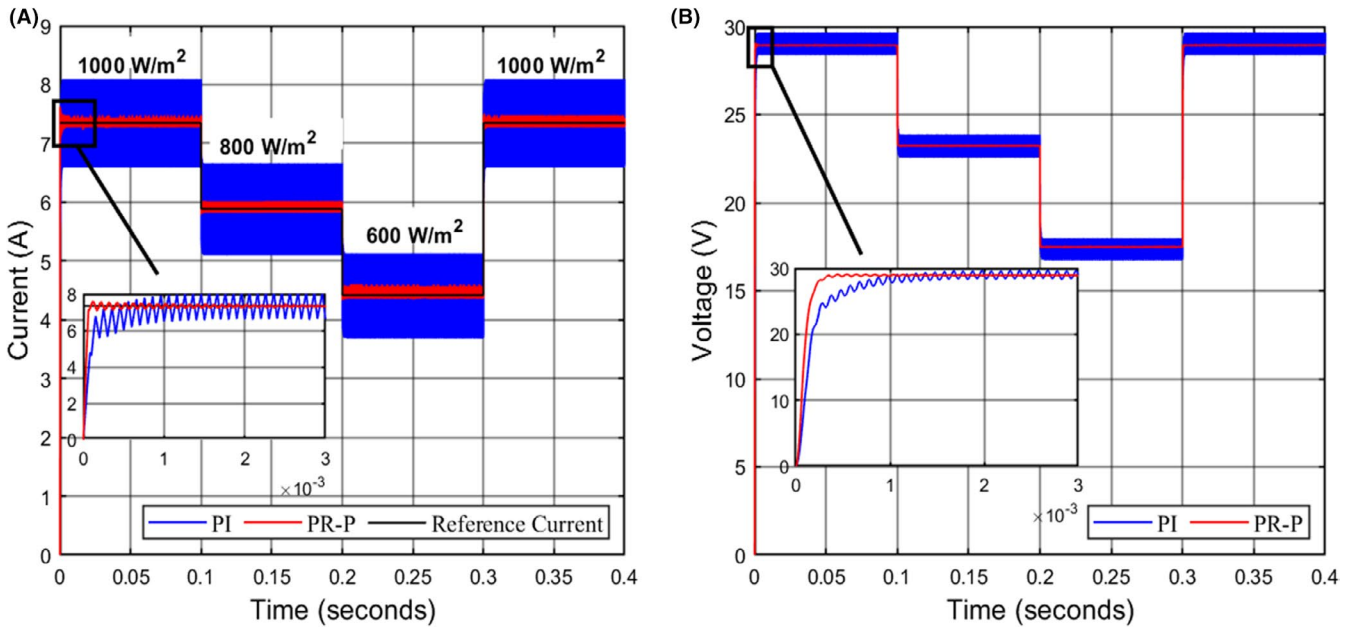 (A)
9
8
7
6
5
4
3
2
1
0
Current (A)
1000 W/m²
800 W/m²
600 W/m²
1000 W/m²
8
6
4
2
0
0 1 2 3
×10⁻³
PI PR-P Reference Current
0 0.05 0.1 0.15 0.2 0.25 0.3 0.35 0.4
Time (seconds)
(B)
30
25
20
15
10
5
0
Voltage (V)
30
20
10
0
0 1 2 3
×10⁻³
PI PR-P
0 0.05 0.1 0.15 0.2 0.25 0.3 0.35 0.4
Time (seconds)